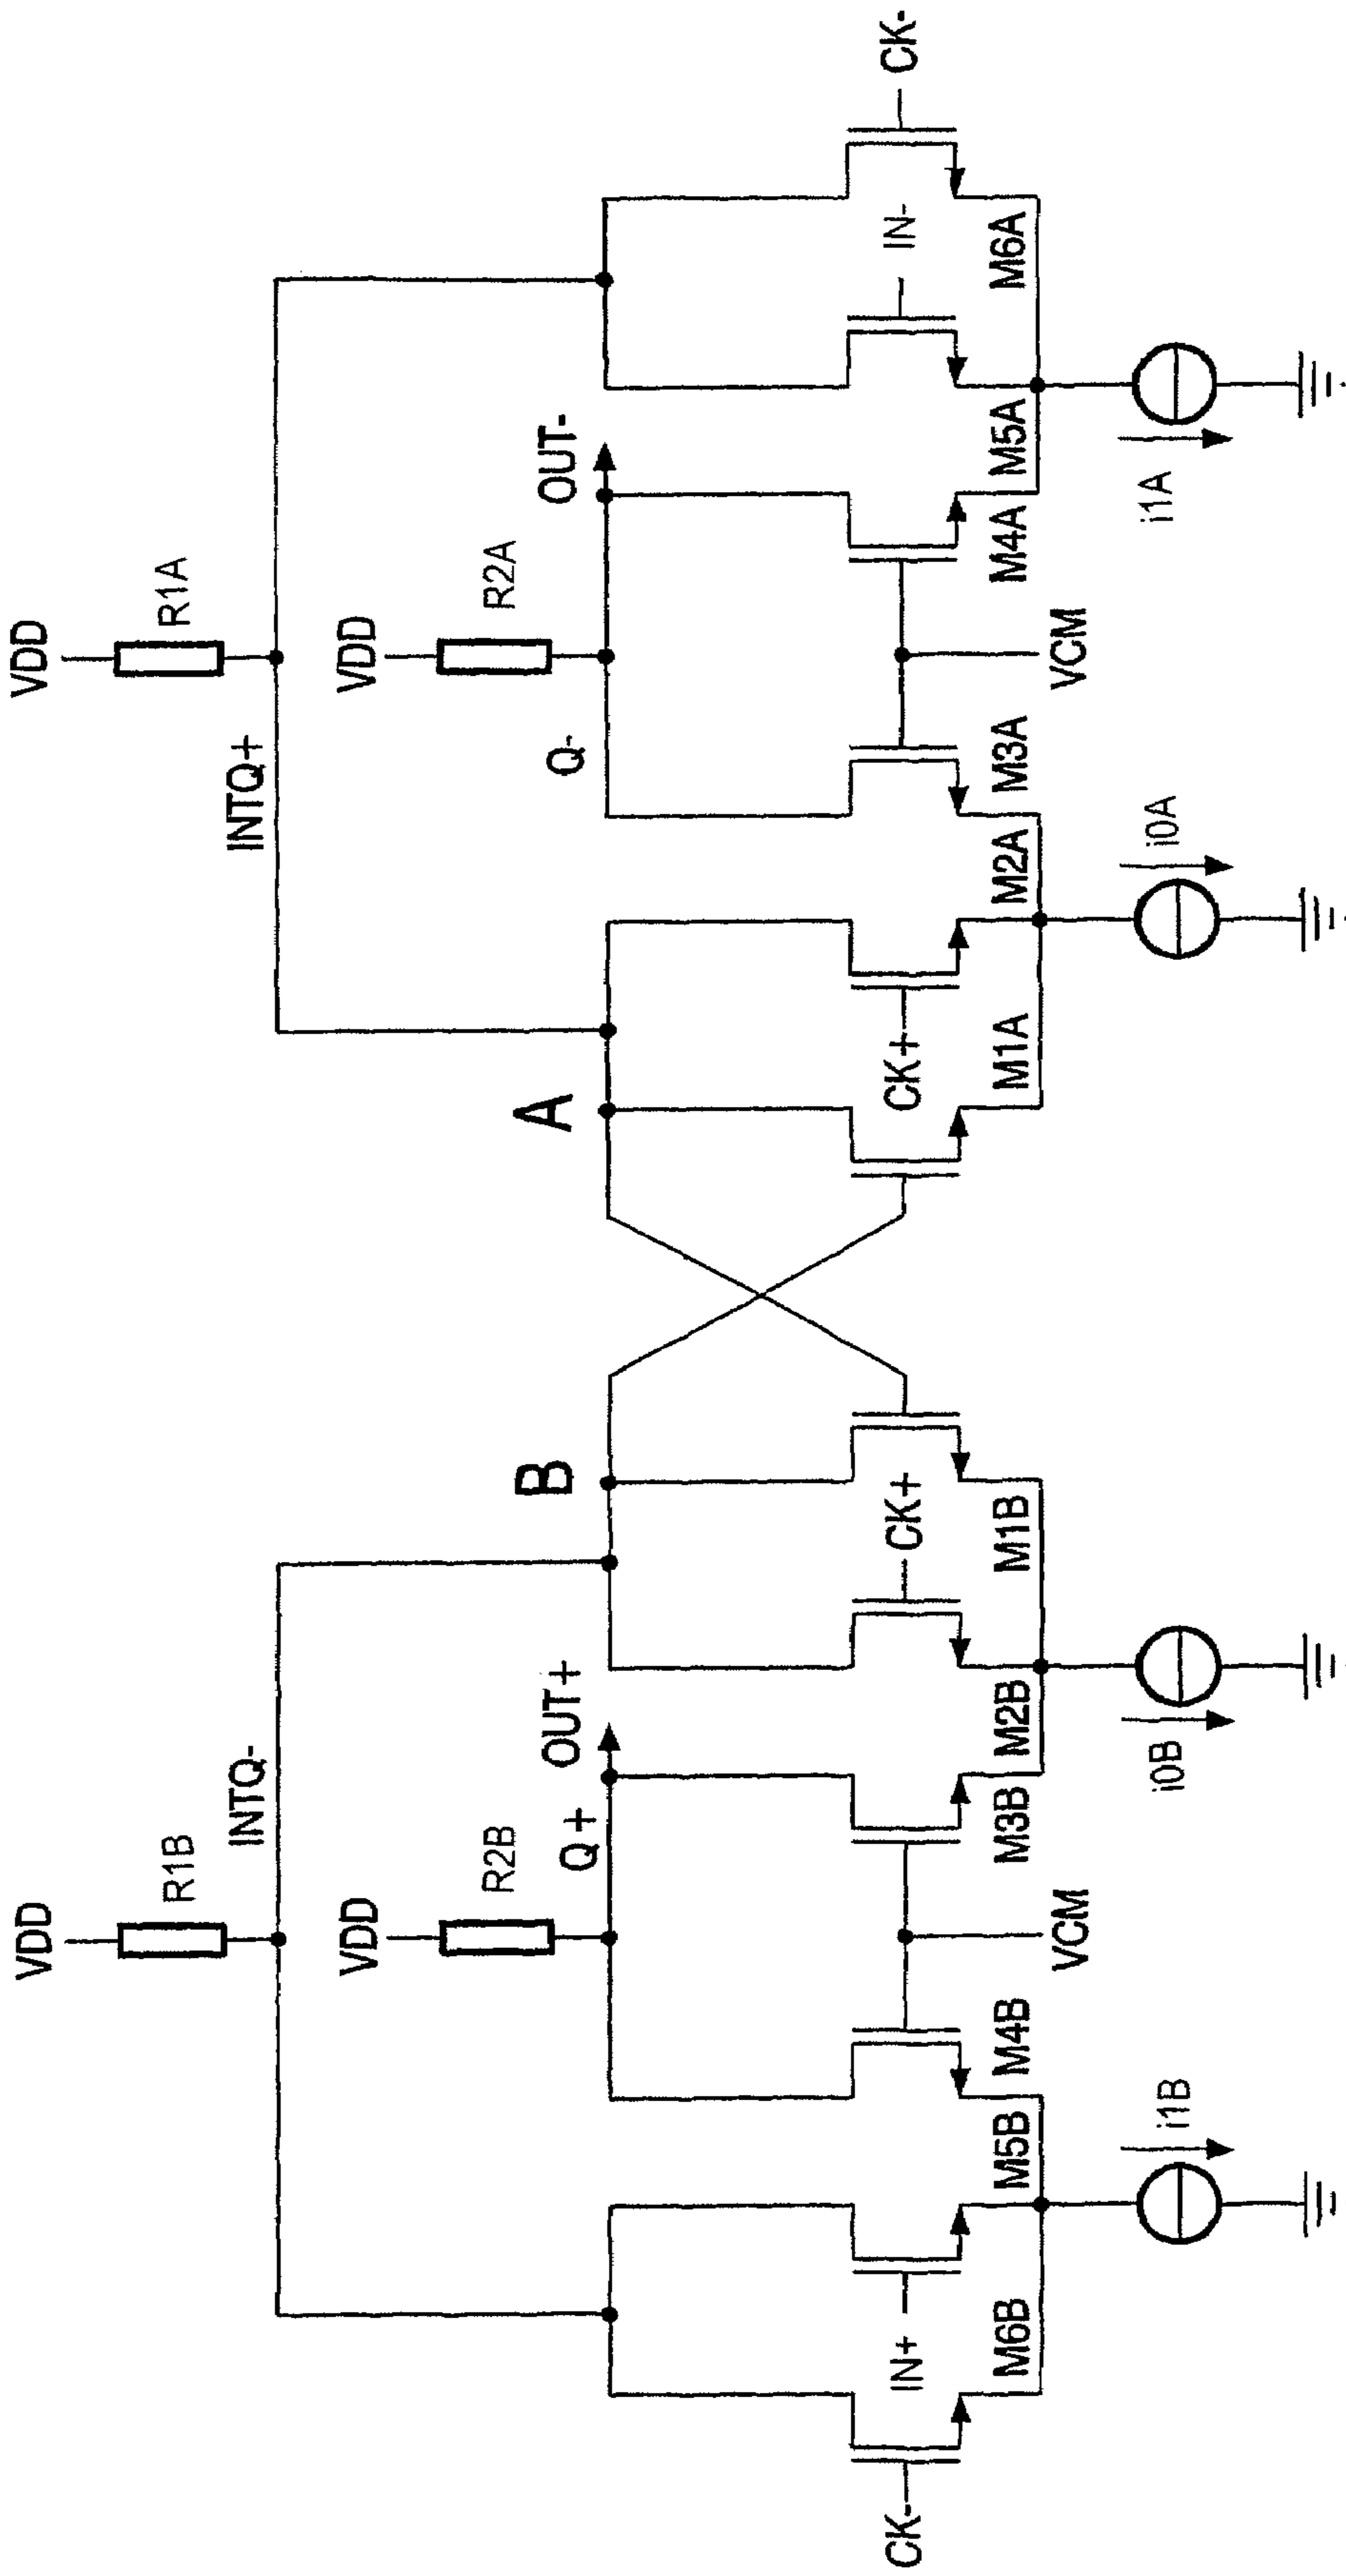 VDD
R1B
INTQ-
VDD
R1A
INTQ+
VDD
R2B
Q+
OUT+
B
A
VDD
R2A
Q-
OUT-
CK-
IN+
CK+
CK+
IN-
CK-
M6B
M5B
M4B
M3B
M2B
M1B
M1A
M2A
M3A
M4A
M5A
M6A
VCM
VCM
i1B
i0B
i0A
i1A